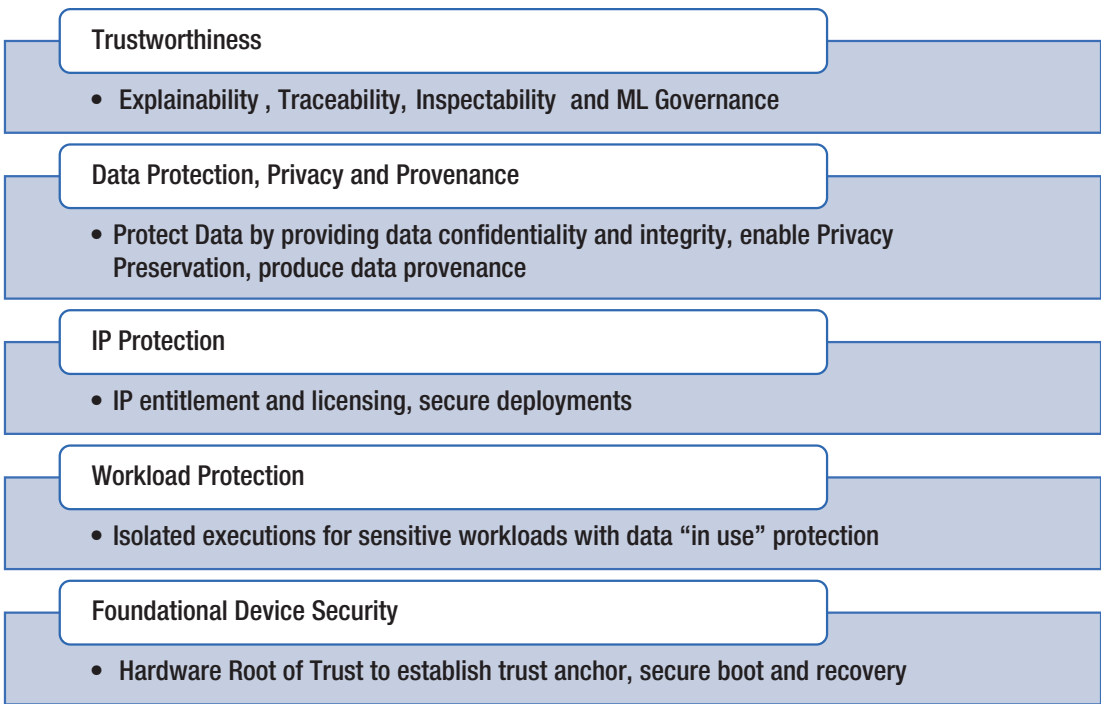 Trustworthiness
• Explainability , Traceability, Inspectability and ML Governance
Data Protection, Privacy and Provenance
• Protect Data by providing data confidentiality and integrity, enable Privacy
Preservation, produce data provenance
IP Protection
• IP entitlement and licensing, secure deployments
Workload Protection
• Isolated executions for sensitive workloads with data “in use” protection
Foundational Device Security
• Hardware Root of Trust to establish trust anchor, secure boot and recovery